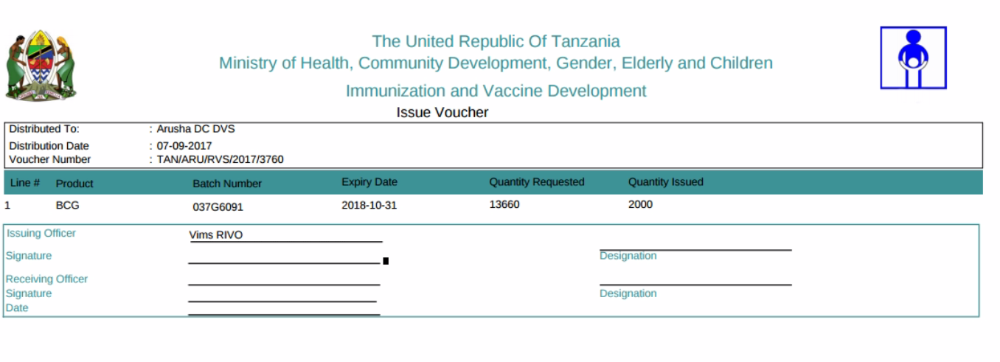 The United Republic Of Tanzania
Ministry of Health, Community Development, Gender, Elderly and Children
Immunization and Vaccine Development
Issue Voucher
Distributed To: : Arusha DC DVS
Distribution Date : 07-09-2017
Voucher Number : TAN/ARU/RVS/2017/3760
Line # Product Batch Number Expiry Date Quantity Requested Quantity Issued
1 BCG 037G6091 2018-10-31 13660 2000
Issuing Officer Vims RIVO
Signature Designation
Receiving Officer
Signature Designation
Date